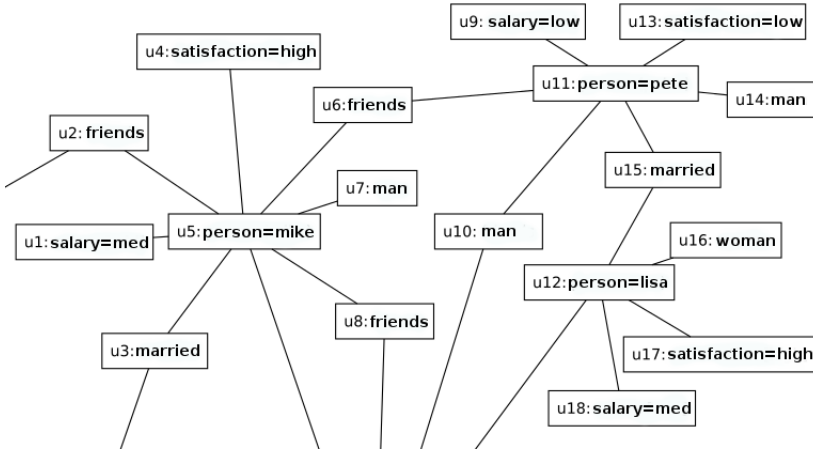 u9: salary=low
u13: satisfaction=low
u4: satisfaction=high
u11: person=pete
u6: friends
u14: man
u2: friends
u15: married
u7: man
u1: salary=med
u5: person=mike
u10: man
u16: woman
u12: person=lisa
u8: friends
u3: married
u17: satisfaction=high
u18: salary=med